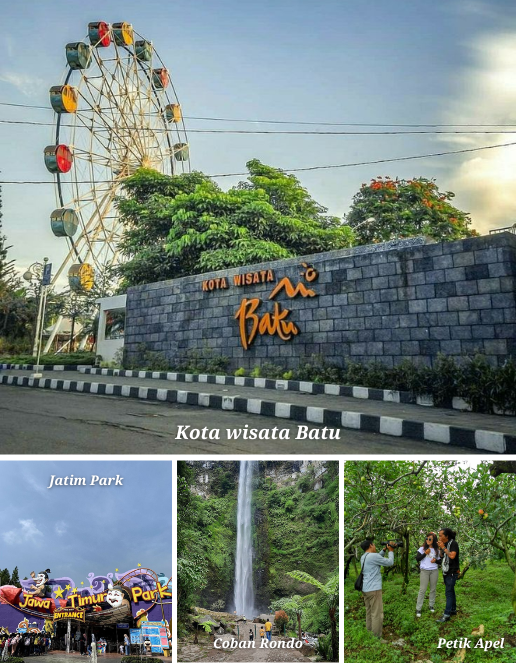 KOTA WISATA
Batu
Kota wisata Batu
Jatim Park
Jawa Timur Park
ENTRANCE
Coban Rondo
Petik Apel